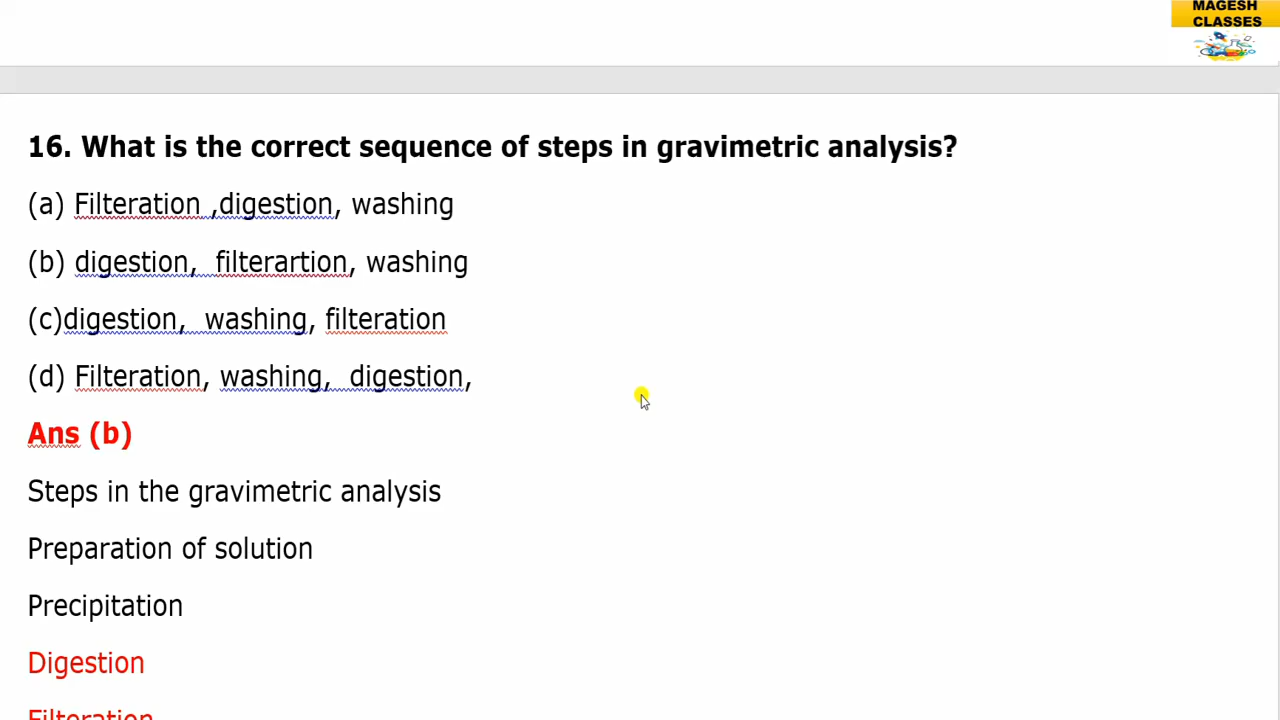 MAGESH
CLASSES
16. What is the correct sequence of steps in gravimetric analysis?
(a) Filteration ,digestion, washing
(b) digestion,  filterartion, washing
(c)digestion,  washing, filteration
(d) Filteration, washing,  digestion,
Ans (b)
Steps in the gravimetric analysis
Preparation of solution
Precipitation
Digestion
Filteration